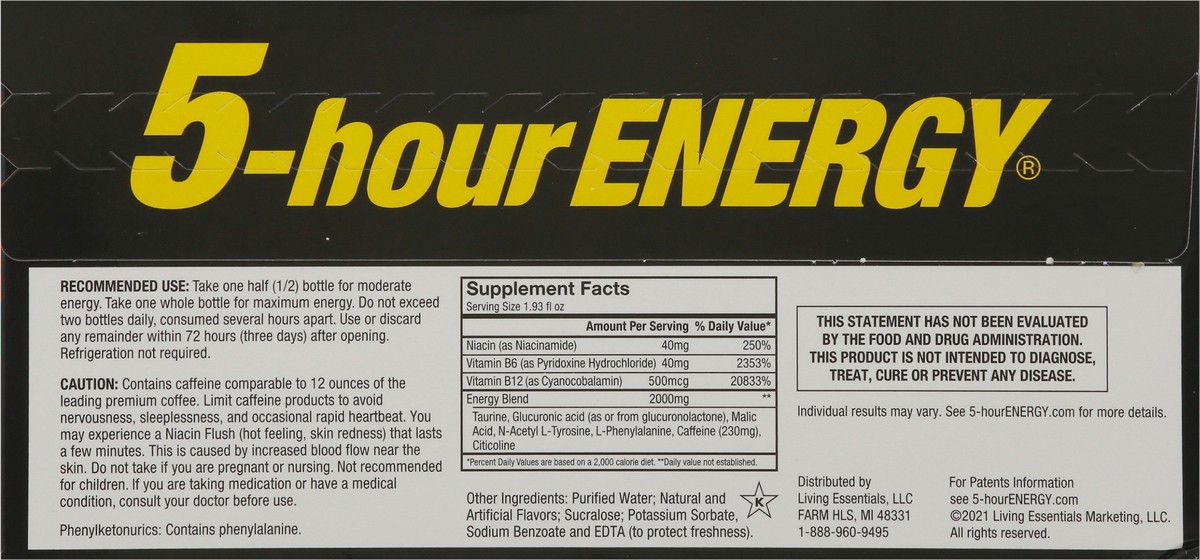 5-hour ENERGY®
RECOMMENDED USE: Take one half (1/2) bottle for moderate
energy. Take one whole bottle for maximum energy. Do not exceed
two bottles daily, consumed several hours apart. Use or discard
any remainder within 72 hours (three days) after opening.
Refrigeration not required.
CAUTION: Contains caffeine comparable to 12 ounces of the
leading premium coffee. Limit caffeine products to avoid
nervousness, sleeplessness, and occasional rapid heartbeat. You
may experience a Niacin Flush (hot feeling, skin redness) that lasts
a few minutes. This is caused by increased blood flow near the
skin. Do not take if you are pregnant or nursing. Not recommended
for children. If you are taking medication or have a medical
condition, consult your doctor before use.
Phenylketonurics: Contains phenylalanine.
Supplement Facts
Serving Size 1.93 fl oz
Amount Per Serving % Daily Value*
Niacin (as Niacinamide) 40mg 250%
Vitamin B6 (as Pyridoxine Hydrochloride) 40mg 2353%
Vitamin B12 (as Cyanocobalamin) 500mcg 20833%
Energy Blend 2000mg **
Taurine, Glucuronic acid (as or from glucuronolactone), Malic
Acid, N-Acetyl L-Tyrosine, L-Phenylalanine, Caffeine (230mg),
Citicoline
*Percent Daily Values are based on a 2,000 calorie diet. **Daily value not established.
Other Ingredients: Purified Water; Natural and
Artificial Flavors; Sucralose; Potassium Sorbate,
Sodium Benzoate and EDTA (to protect freshness).
K
THIS STATEMENT HAS NOT BEEN EVALUATED
BY THE FOOD AND DRUG ADMINISTRATION.
THIS PRODUCT IS NOT INTENDED TO DIAGNOSE,
TREAT, CURE OR PREVENT ANY DISEASE.
Individual results may vary. See 5-hourENERGY.com for more details.
Distributed by
Living Essentials, LLC
FARM HLS, MI 48331
1-888-960-9495
For Patents Information
see 5-hourENERGY.com
©2021 Living Essentials Marketing, LLC.
All rights reserved.